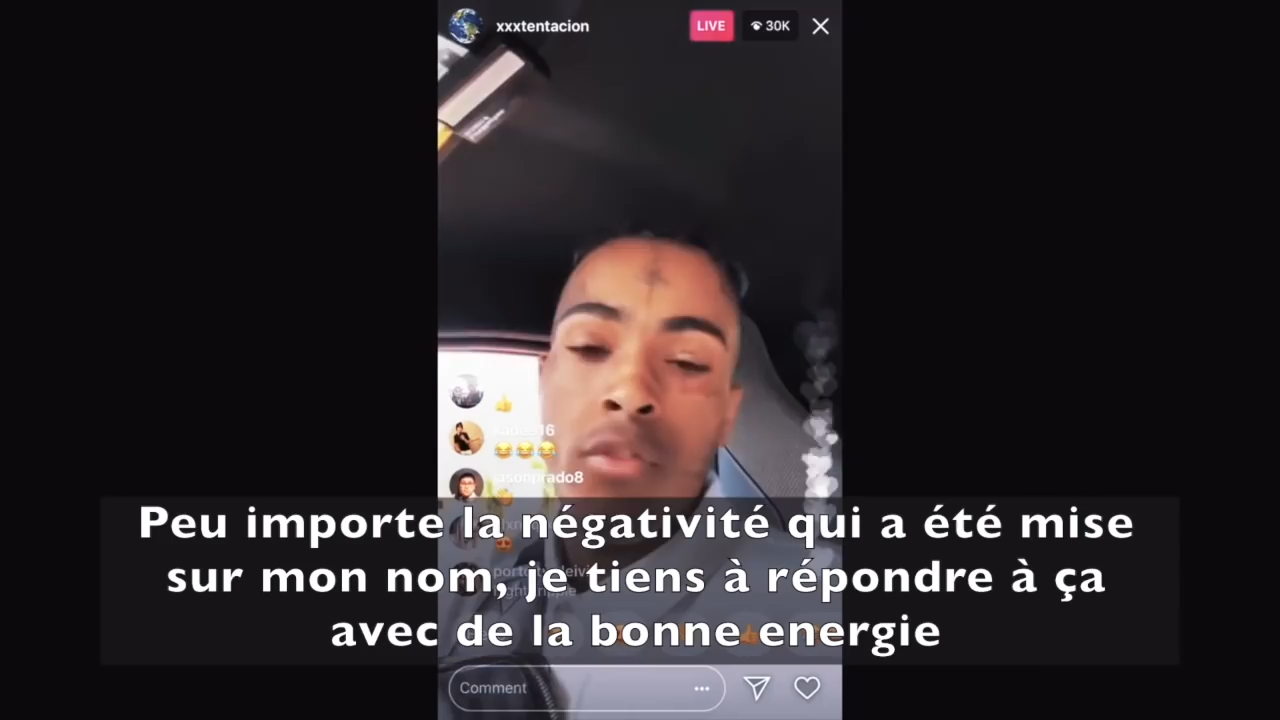 xxxtentacion
LIVE
30K
Peu importe la négativité qui a été mise
sur mon nom, je tiens à répondre à ça
avec de la bonne energie
Comment